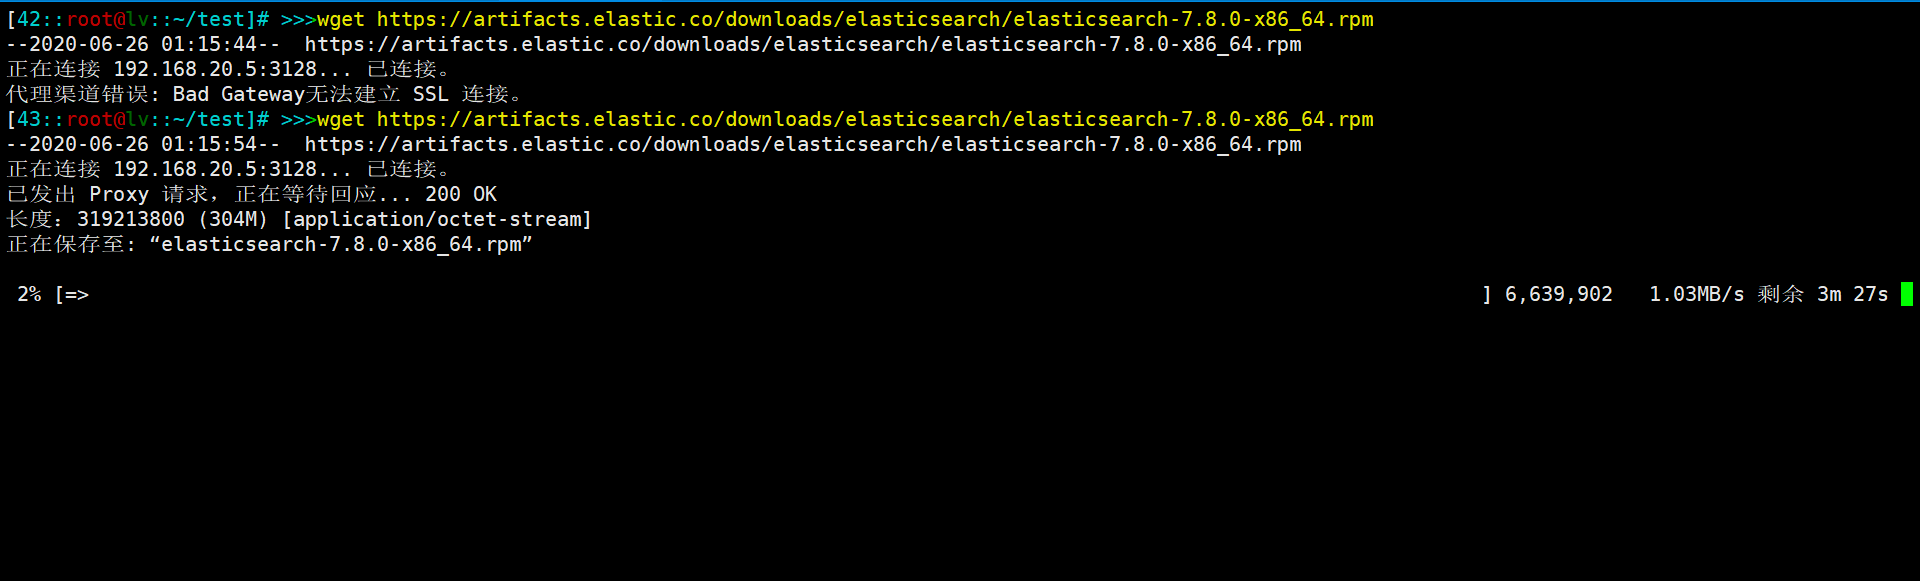 [42::root@lv::~/test]# >>>wget https://artifacts.elastic.co/downloads/elasticsearch/elasticsearch-7.8.0-x86_64.rpm
--2020-06-26 01:15:44--  https://artifacts.elastic.co/downloads/elasticsearch/elasticsearch-7.8.0-x86_64.rpm
正在连接 192.168.20.5:3128... 已连接。
代理渠道错误: Bad Gateway无法建立 SSL 连接。
[43::root@lv::~/test]# >>>wget https://artifacts.elastic.co/downloads/elasticsearch/elasticsearch-7.8.0-x86_64.rpm
--2020-06-26 01:15:54--  https://artifacts.elastic.co/downloads/elasticsearch/elasticsearch-7.8.0-x86_64.rpm
正在连接 192.168.20.5:3128... 已连接。
已发出 Proxy 请求，正在等待回应... 200 OK
长度：319213800 (304M) [application/octet-stream]
正在保存至: “elasticsearch-7.8.0-x86_64.rpm”
2% [=> ] 6,639,902   1.03MB/s 剩余 3m 27s